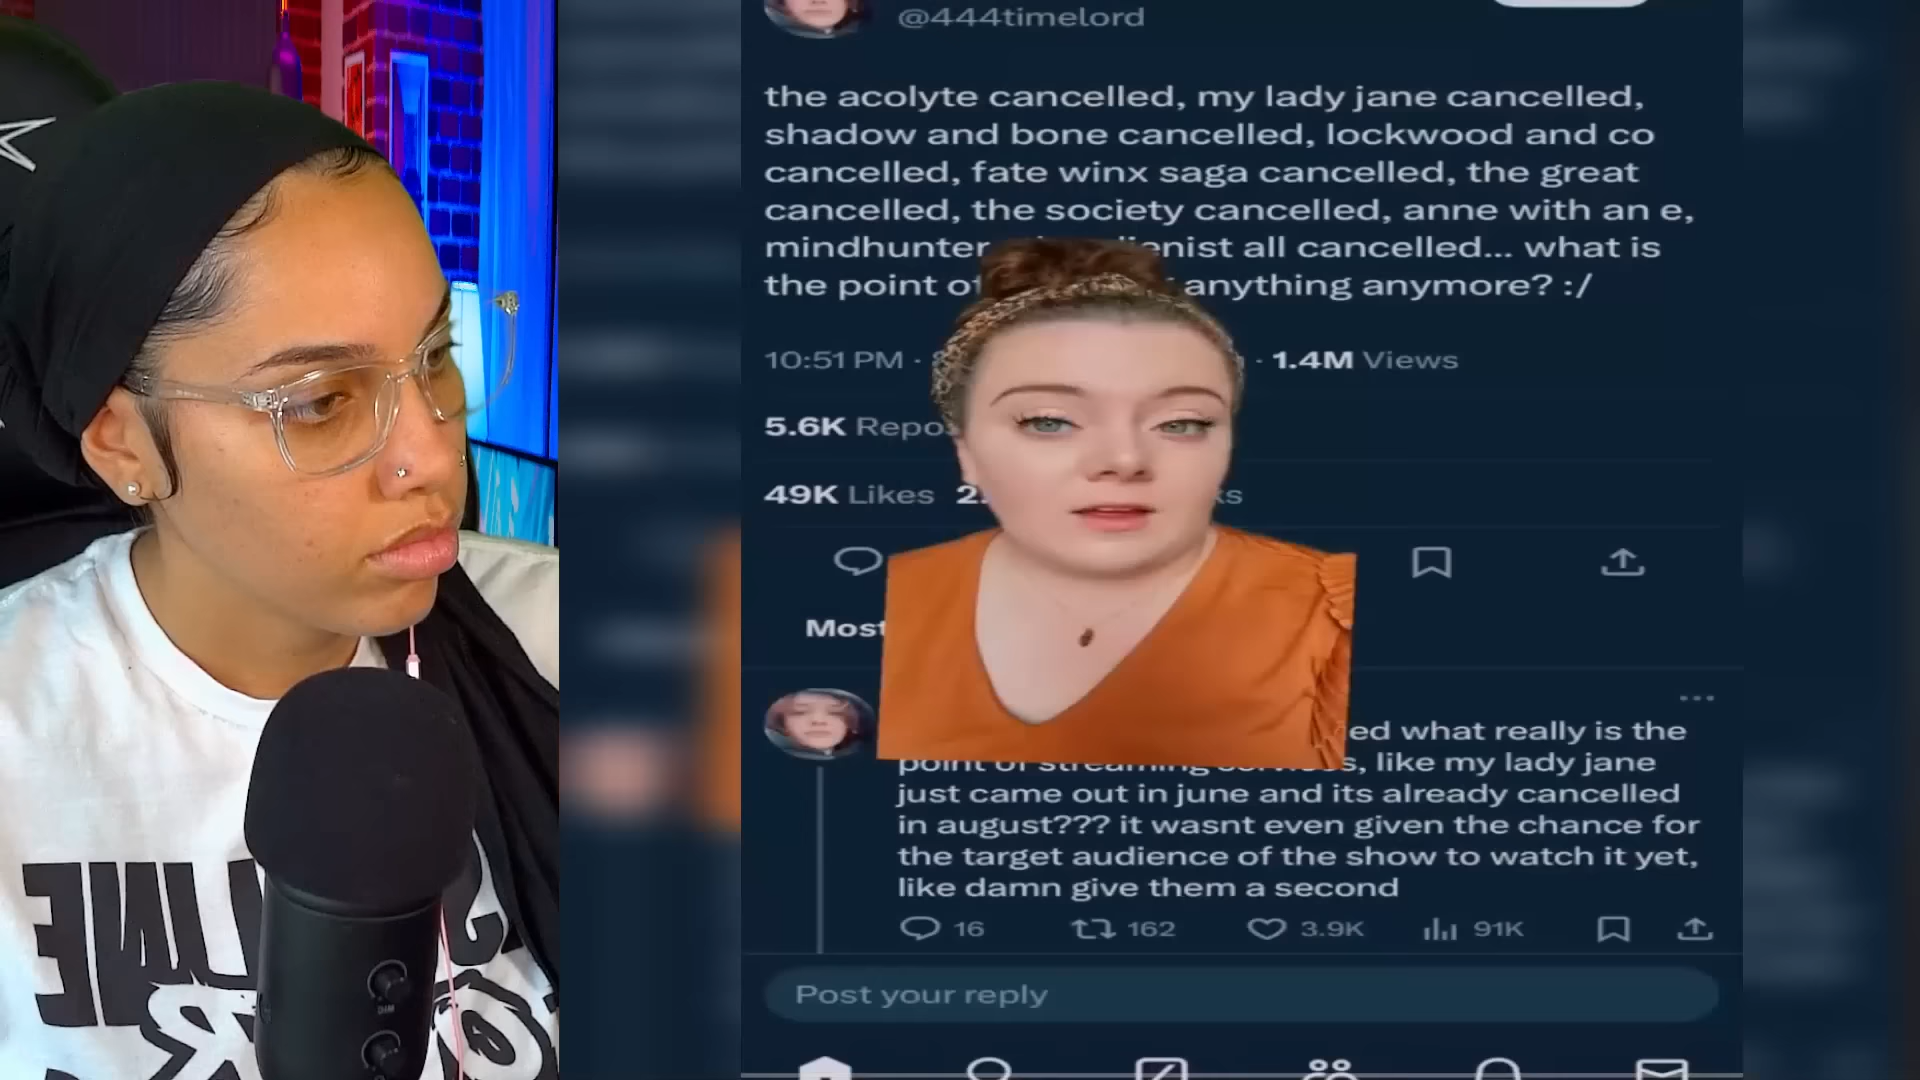 @444timelord
the acolyte cancelled, my lady jane cancelled,
shadow and bone cancelled, lockwood and co
cancelled, fate winx saga cancelled, the great
cancelled, the society cancelled, anne with an e,
mindhunter all cancelled... what is
the point anything anymore? :/
10:51 PM · · 1.4M Views
5.6K
49K Likes
Most
what really is the
point of streaming like my lady jane
just came out in june and its already cancelled
in august??? it wasnt even given the chance for
the target audience of the show to watch it yet,
like damn give them a second
16 162 3.9K 91K
Post your reply